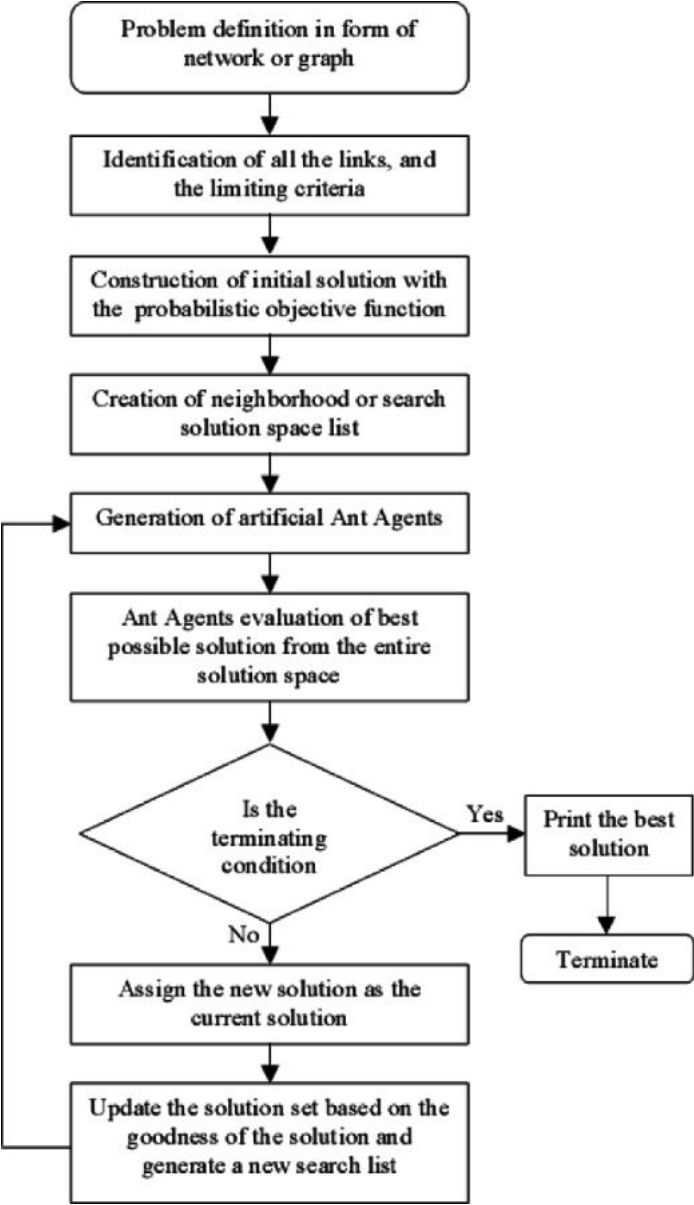 Problem definition in form of
network or graph
Identification of all the links, and
the limiting criteria
Construction of initial solution with
the probabilistic objective function
Creation of neighborhood or search
solution space list
Generation of artificial Ant Agents
Ant Agents evaluation of best
possible solution from the entire
solution space
Is the
terminating
condition
Yes
Print the best
solution
Terminate
No
Assign the new solution as the
current solution
Update the solution set based on the
goodness of the solution and
generate a new search list